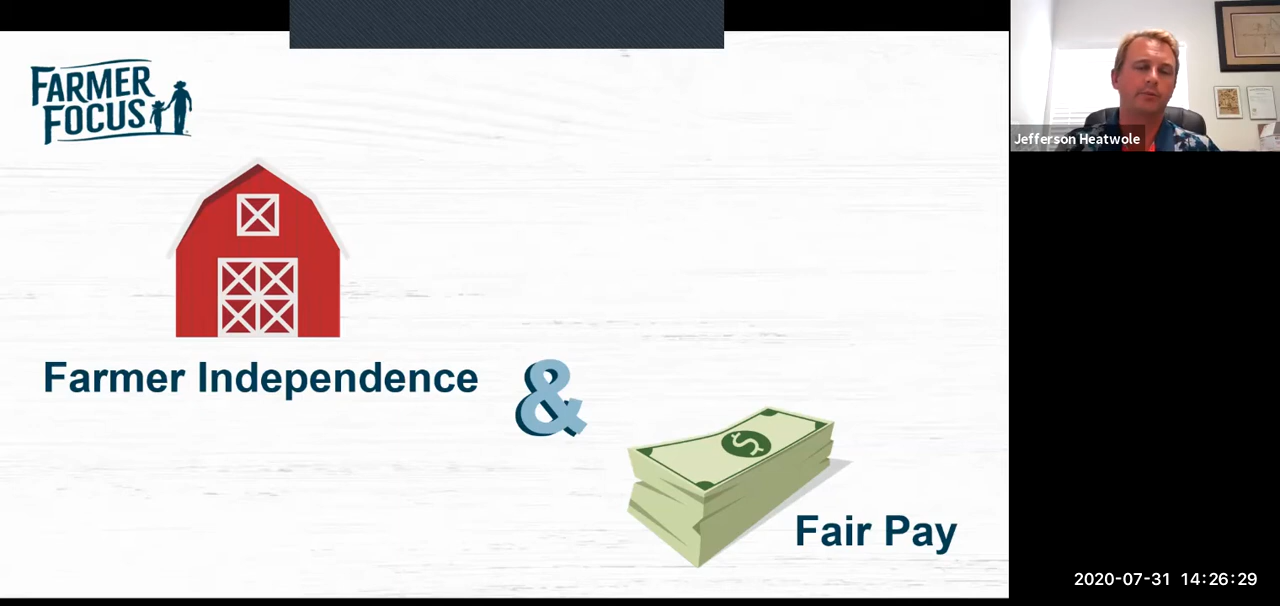 FARMER
FOCUS
Jefferson Heatwole
Farmer Independence
&
$
Fair Pay
2020-07-31 14:26:29